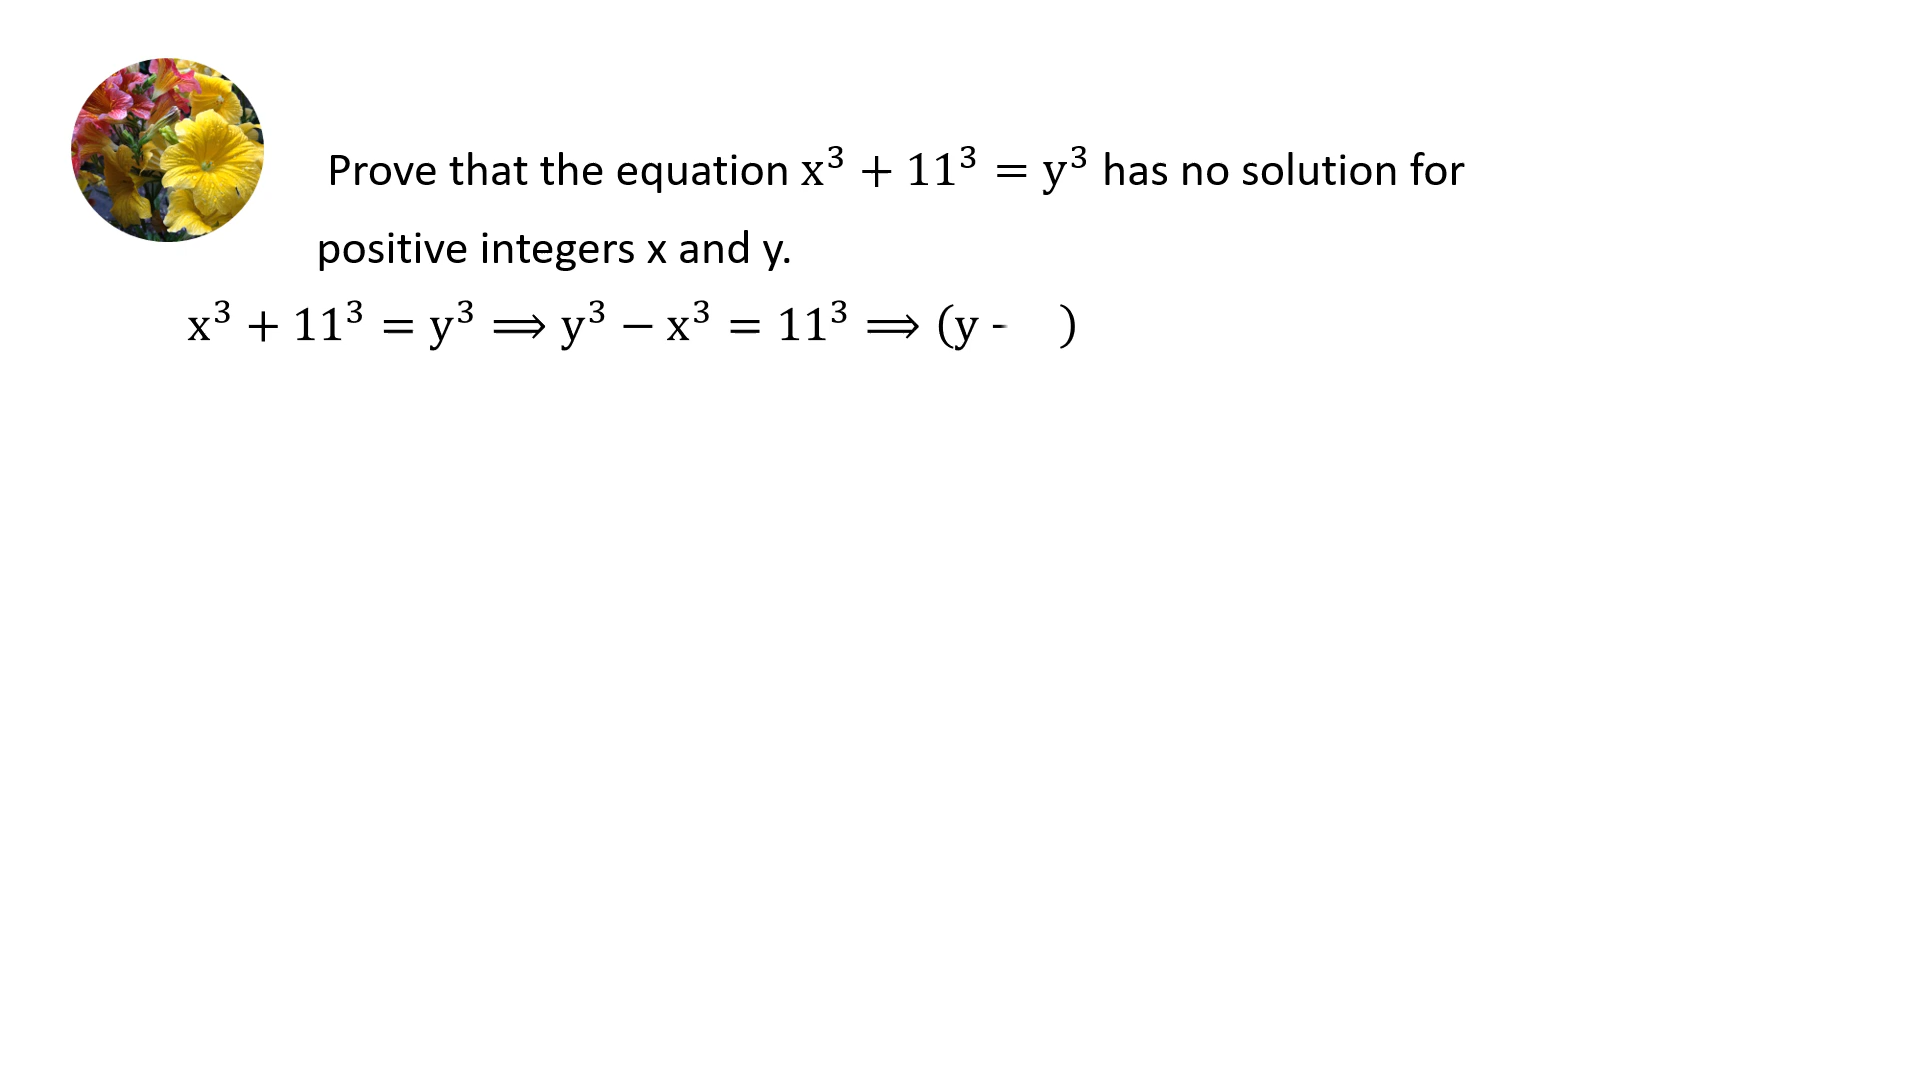 Prove that the equation x³ + 11³ = y³ has no solution for
positive integers x and y.
x³ + 11³ = y³ ⟹ y³ − x³ = 11³ ⟹ (y - )